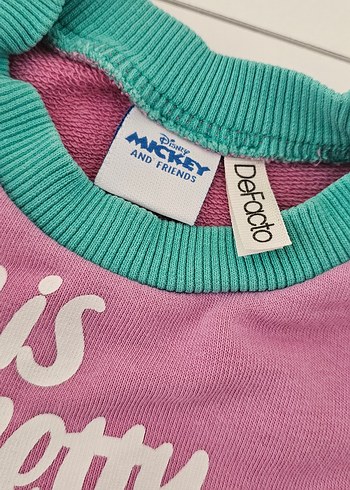 Disney
MICKEY
AND FRIENDS
DeFacto
is